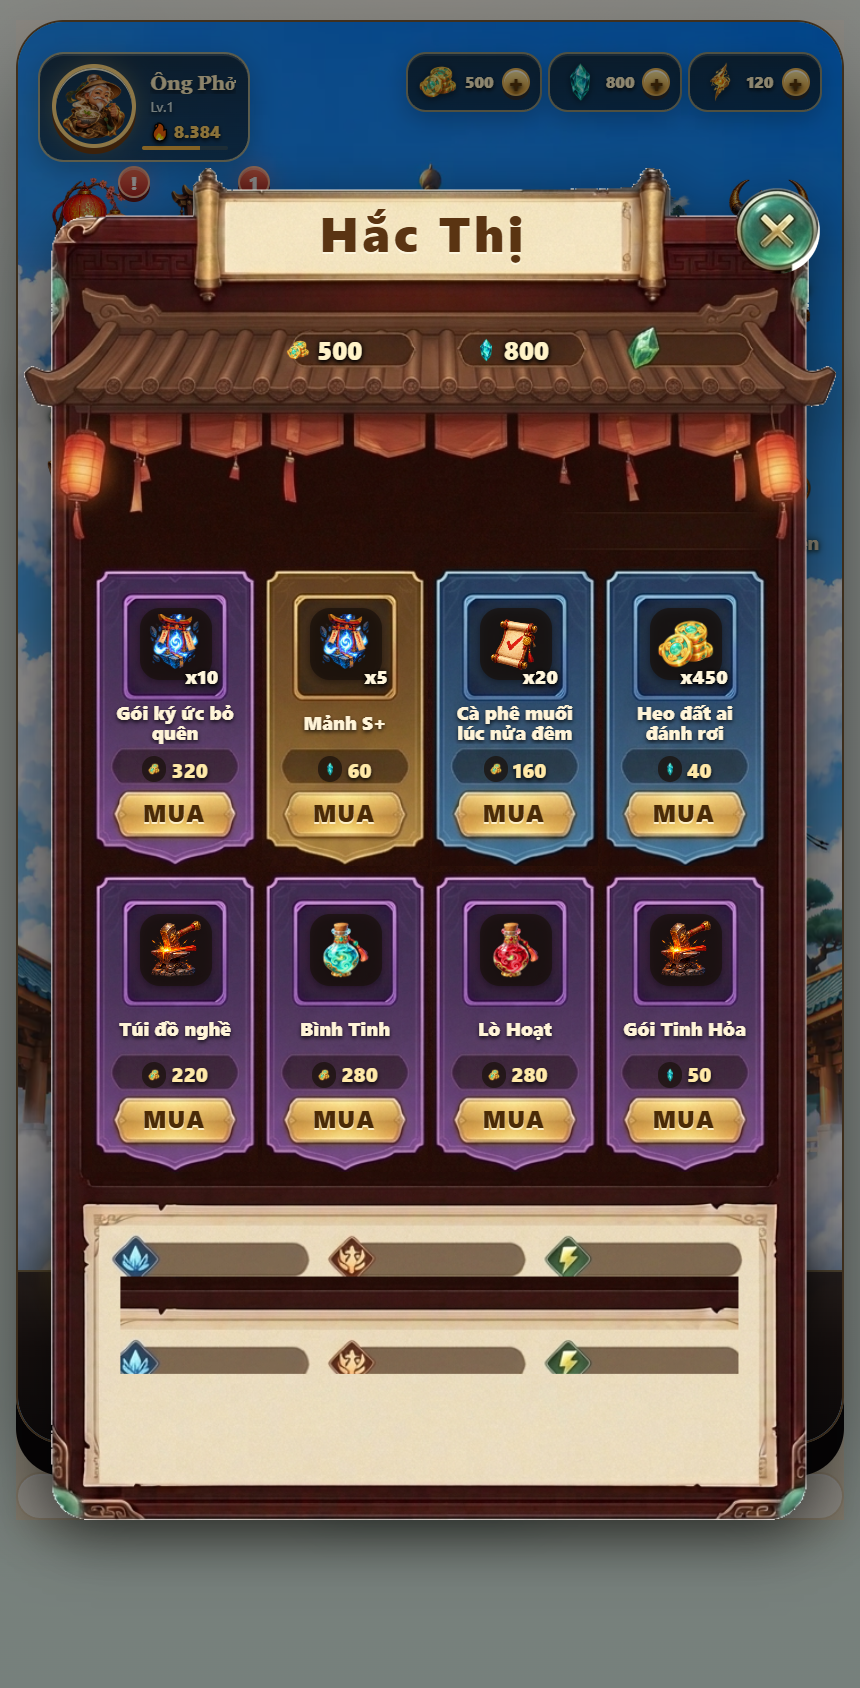 Ông Phở
Lv.1
8.384
500
800
120
!
1
Hắc Thị
500
800
x10
Gói ký ức bỏ
quên
320
MUA
x5
Mảnh S+
60
MUA
x20
Cà phê muối
lúc nửa đêm
160
MUA
x450
Heo đất ai
đánh rơi
40
MUA
Túi đồ nghề
220
MUA
Bình Tinh
280
MUA
Lò Hoạt
280
MUA
Gói Tinh Hỏa
50
MUA